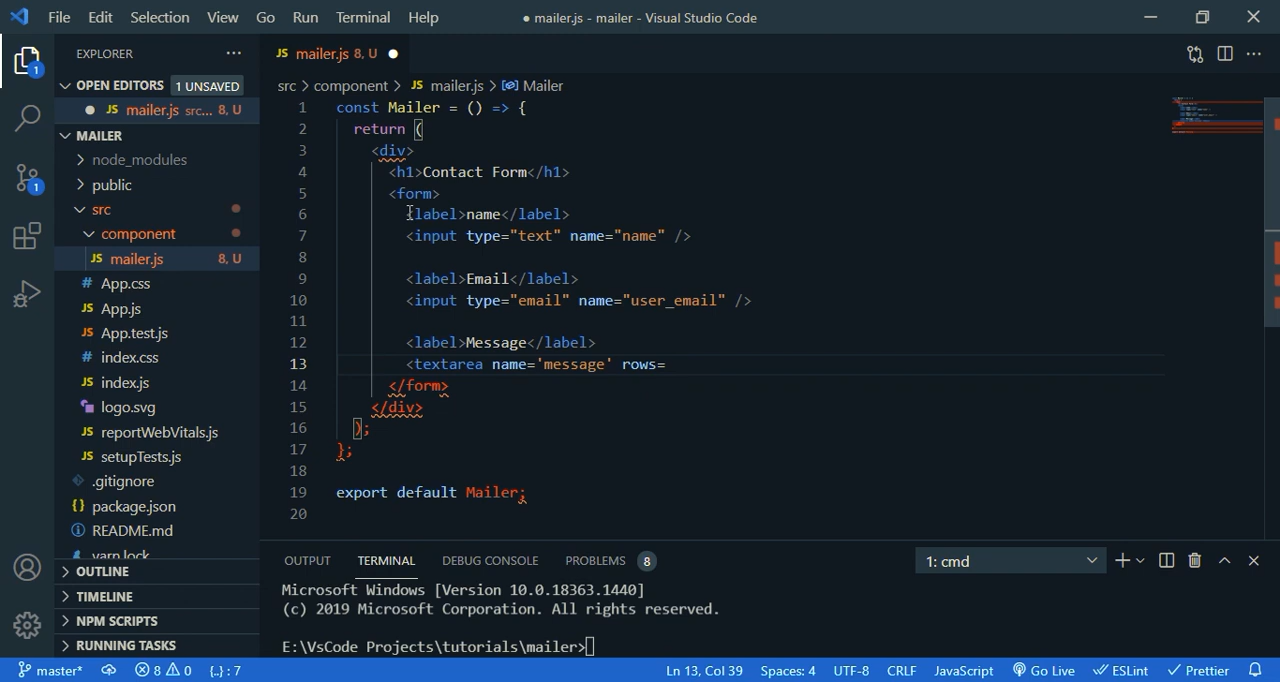 File Edit Selection View Go Run Terminal Help ● mailer.js - mailer - Visual Studio Code
EXPLORER ···
JS mailer.js 8, U ●
OPEN EDITORS 1 UNSAVED
● JS mailer.js src... 8, U
MAILER
node_modules
public
src
component
JS mailer.js 8, U
# App.css
JS App.js
JS App.test.js
# index.css
JS index.js
logo.svg
JS reportWebVitals.js
JS setupTests.js
.gitignore
{} package.json
README.md
yarn.lock
OUTLINE
TIMELINE
NPM SCRIPTS
RUNNING TASKS
1
1
src > component > JS mailer.js > Mailer
1 const Mailer = () => {
2 return (
3 <div>
4 <h1>Contact Form</h1>
5 <form>
6 <label>name</label>
7 <input type="text" name="name" />
8
9 <label>Email</label>
10 <input type="email" name="user_email" />
11
12 <label>Message</label>
13 <textarea name='message' rows=
14 </form>
15 </div>
16 );
17 };
18
19 export default Mailer;
20
OUTPUT TERMINAL DEBUG CONSOLE PROBLEMS 8 1: cmd
Microsoft Windows [Version 10.0.18363.1440]
(c) 2019 Microsoft Corporation. All rights reserved.
E:\VsCode Projects\tutorials\mailer>
master* 8 0 {..} : 7 Ln 13, Col 39 Spaces: 4 UTF-8 CRLF JavaScript Go Live ESLint Prettier